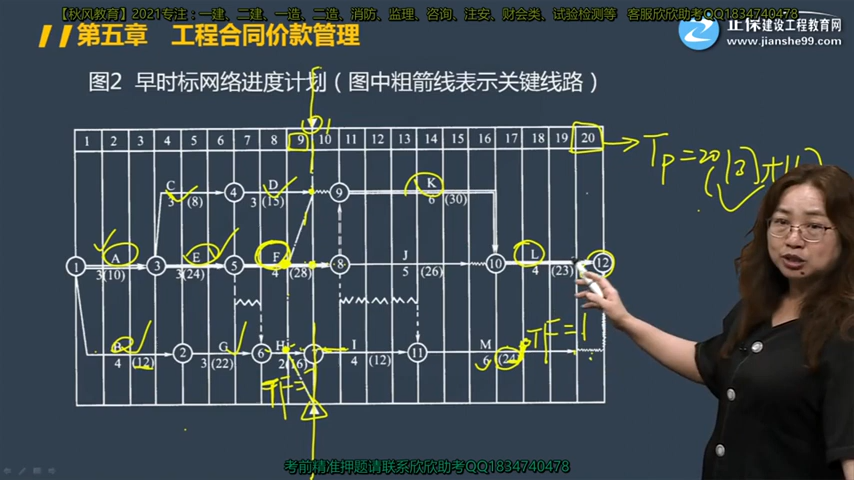 【秋风教育】2021专注：一建、二建、一造、二造、消防、监理、咨询、注安、财会类、试验检测等 客服欣欣助考QQ1834740478
第五章 工程合同价款管理
正保建设工程教育网
www.jianshe99.com
图2 早时标网络进度计划（图中粗箭线表示关键线路）
1 2 3 4 5 6 7 8 9 10 11 12 13 14 15 16 17 18 19 20
Tp=20
C D K
④ ⑨
3 (8) 3 (15) 6 (30)
A E F J L
① ③ ⑤ ⑧ ⑩ ⑫
3(10) 3(24) 4 (28) 5 (26) 4 (23)
TF=1
B G H I M
② ⑥ ⑦ ⑪
4 (12) 3 (22) 2(16) 4 (12) 6 (24)
TF=
考前精准押题请联系欣欣助考QQ1834740478